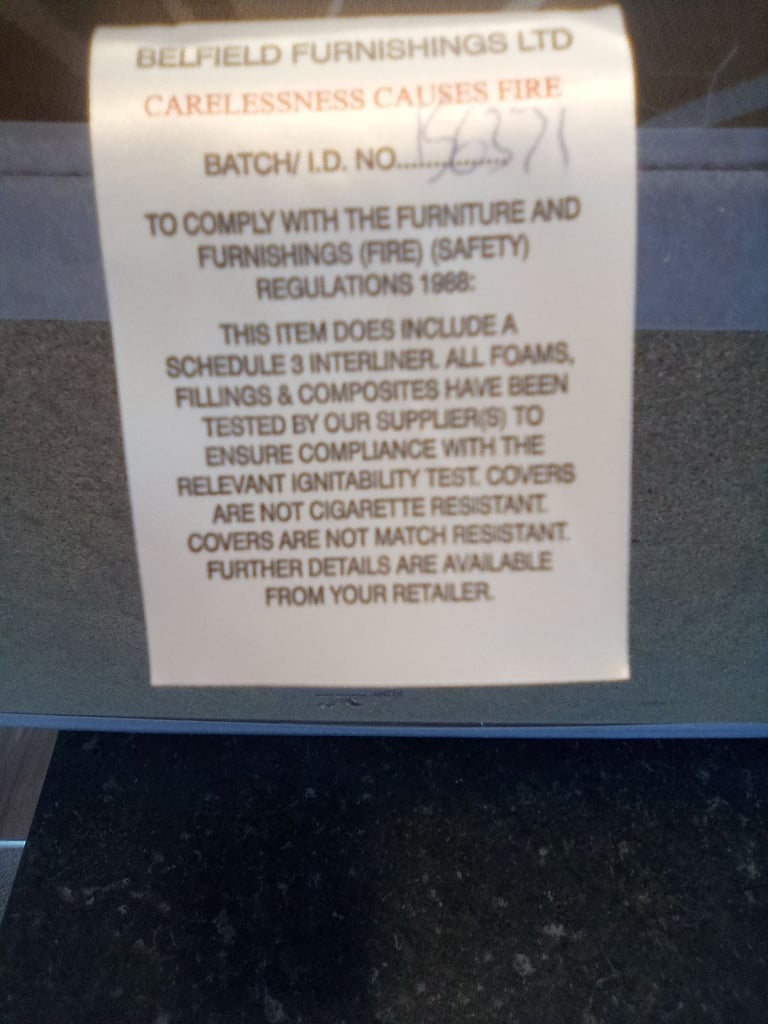 BELFIELD FURNISHINGS LTD
CARELESSNESS CAUSES FIRE
BATCH/ I.D. NO................ 156371
TO COMPLY WITH THE FURNITURE AND
FURNISHINGS (FIRE) (SAFETY)
REGULATIONS 1988:
THIS ITEM DOES INCLUDE A
SCHEDULE 3 INTERLINER. ALL FOAMS,
FILLINGS & COMPOSITES HAVE BEEN
TESTED BY OUR SUPPLIER(S) TO
ENSURE COMPLIANCE WITH THE
RELEVANT IGNITABILITY TEST. COVERS
ARE NOT CIGARETTE RESISTANT.
COVERS ARE NOT MATCH RESISTANT.
FURTHER DETAILS ARE AVAILABLE
FROM YOUR RETAILER.